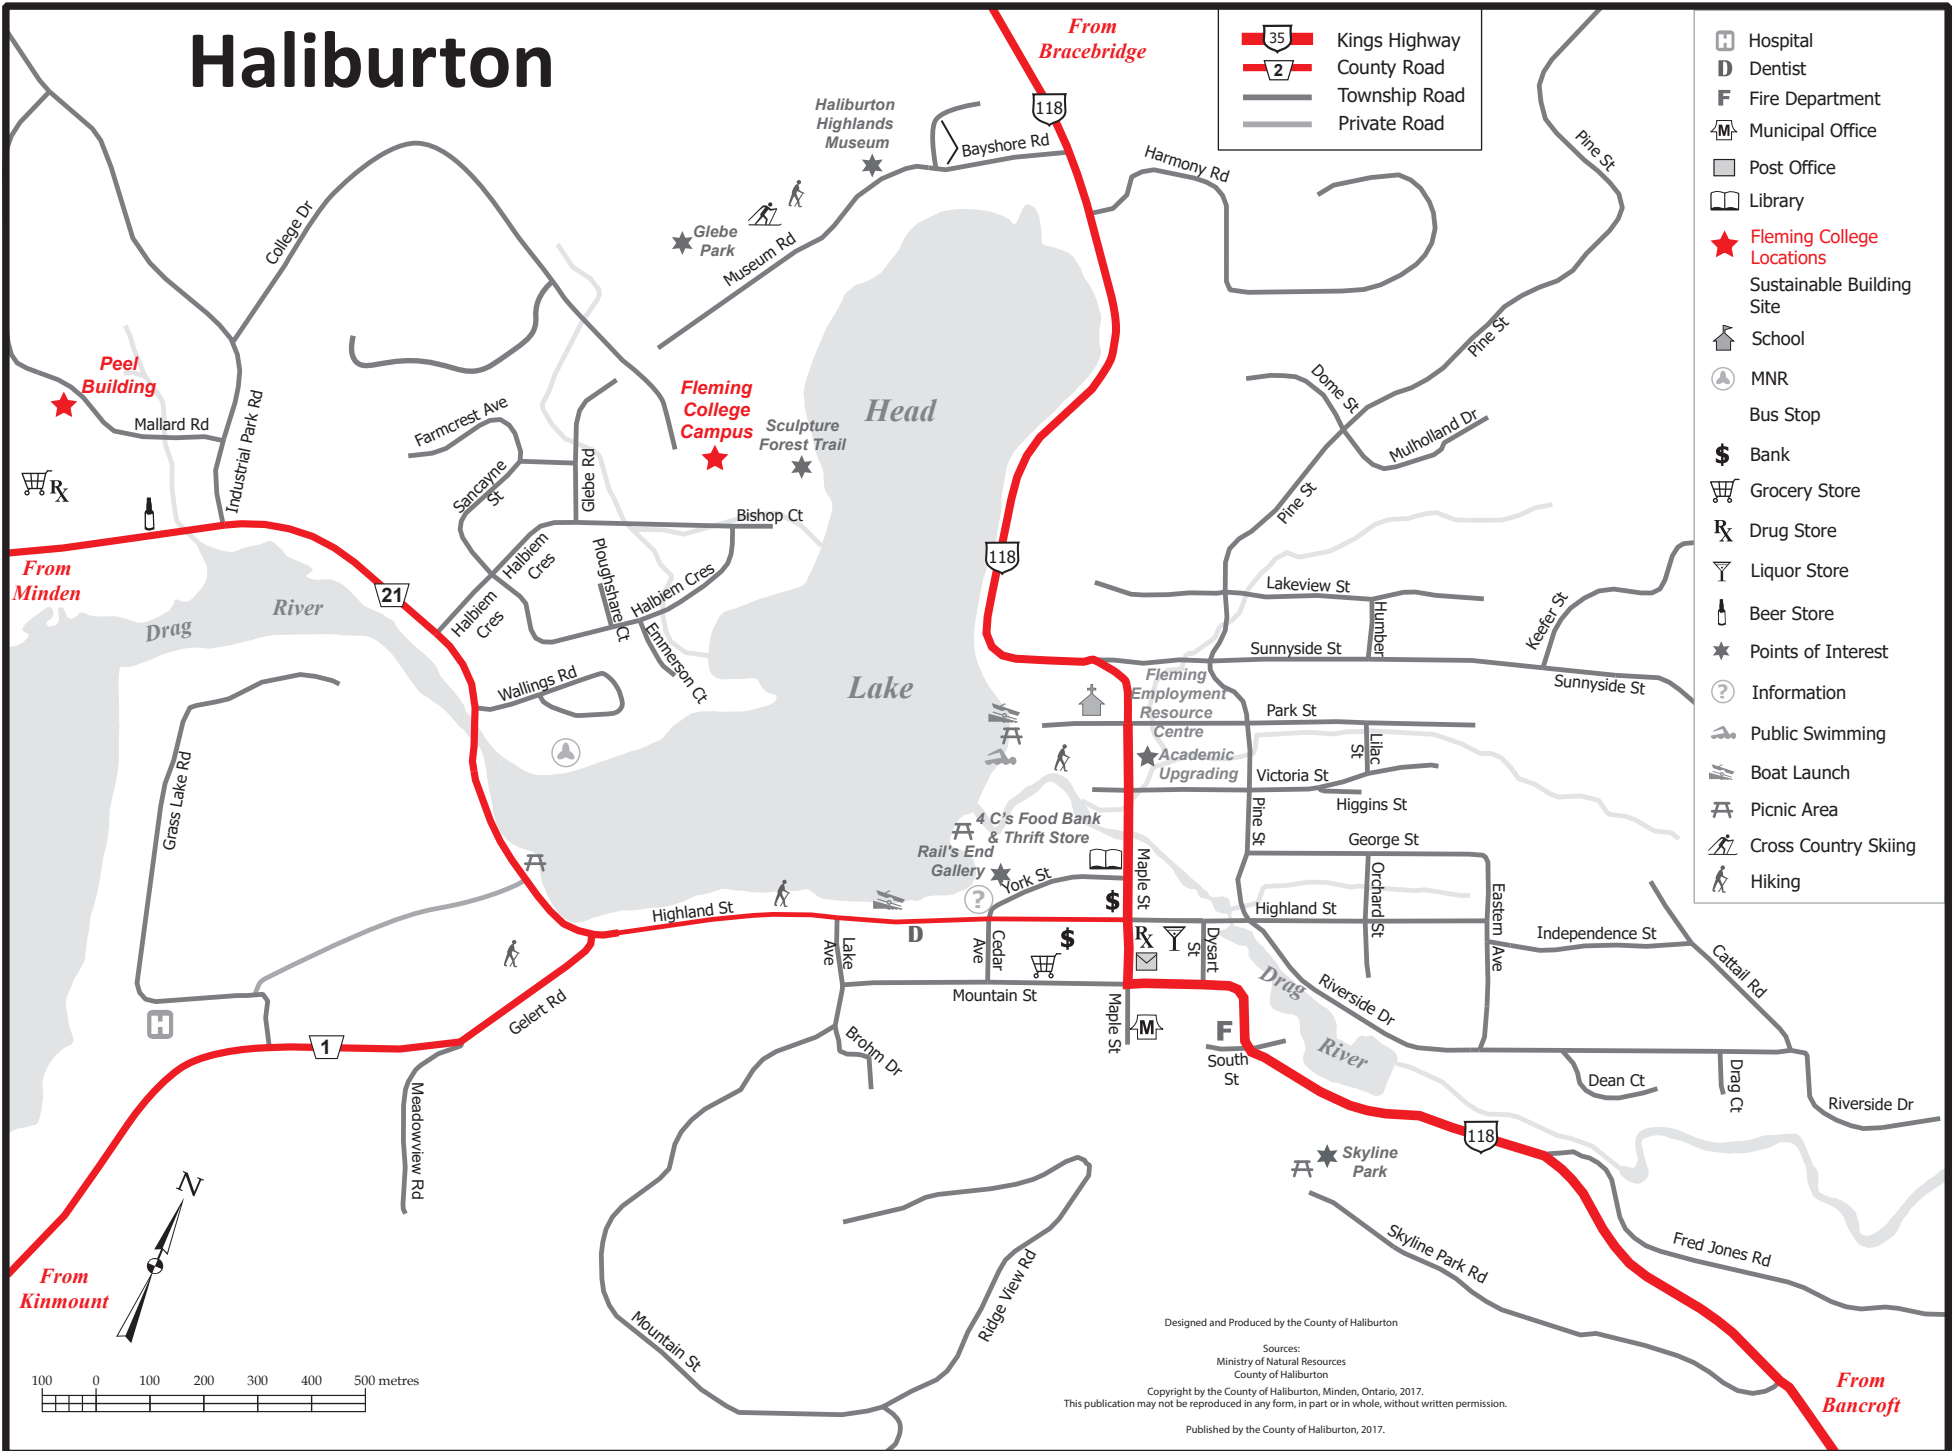 Haliburton
From
Bracebridge
118
35
Kings Highway
2
County Road
Township Road
Private Road
H Hospital
D Dentist
F Fire Department
M Municipal Office
Post Office
Library
Fleming College
Locations
Sustainable Building
Site
School
MNR
Bus Stop
$ Bank
Grocery Store
Rx Drug Store
Liquor Store
Beer Store
Points of Interest
? Information
Public Swimming
Boat Launch
Picnic Area
Cross Country Skiing
Hiking
Haliburton
Highlands
Museum
Bayshore Rd
Harmony Rd
Pine St
College Dr
Glebe
Park
Museum Rd
Pine St
Peel
Building
Mallard Rd
Industrial Park Rd
Farmcrest Ave
Sancayne
St
Glebe Rd
Fleming
College
Campus
Sculpture
Forest Trail
Head
Dome St
Mulholland Dr
Pine St
Rx
Bishop Ct
Halbiem
Cres
Ploughshare Ct
Halbiem Cres
Halbiem
Cres
Emmerson Ct
118
From
Minden
21
River
Drag
Lakeview St
Humber
Keefer St
Sunnyside St
Sunnyside St
Wallings Rd
Lake
Fleming
Employment
Resource
Centre
Academic
Upgrading
Park St
Lilac
St
Victoria St
Higgins St
Grass Lake Rd
4 C's Food Bank
& Thrift Store
Rail's End
Gallery
York St
?
Maple St
Pine St
George St
Orchard St
Eastern Ave
$
Highland St
Highland St
D
Lake
Ave
Cedar
Ave
$
Rx
Dysart
St
Independence St
Cattail Rd
Mountain St
Maple St
M
F
South
St
Drag
River
Riverside Dr
Gelert Rd
H
1
Brohm Dr
Meadowview Rd
Dean Ct
Drag Ct
Riverside Dr
118
Skyline
Park
Skyline Park Rd
Fred Jones Rd
N
From
Kinmount
Mountain St
Ridge View Rd
100 0 100 200 300 400 500 metres
Designed and Produced by the County of Haliburton
Sources:
Ministry of Natural Resources
County of Haliburton
Copyright by the County of Haliburton, Minden, Ontario, 2017.
This publication may not be reproduced in any form, in part or in whole, without written permission.
Published by the County of Haliburton, 2017.
From
Bancroft